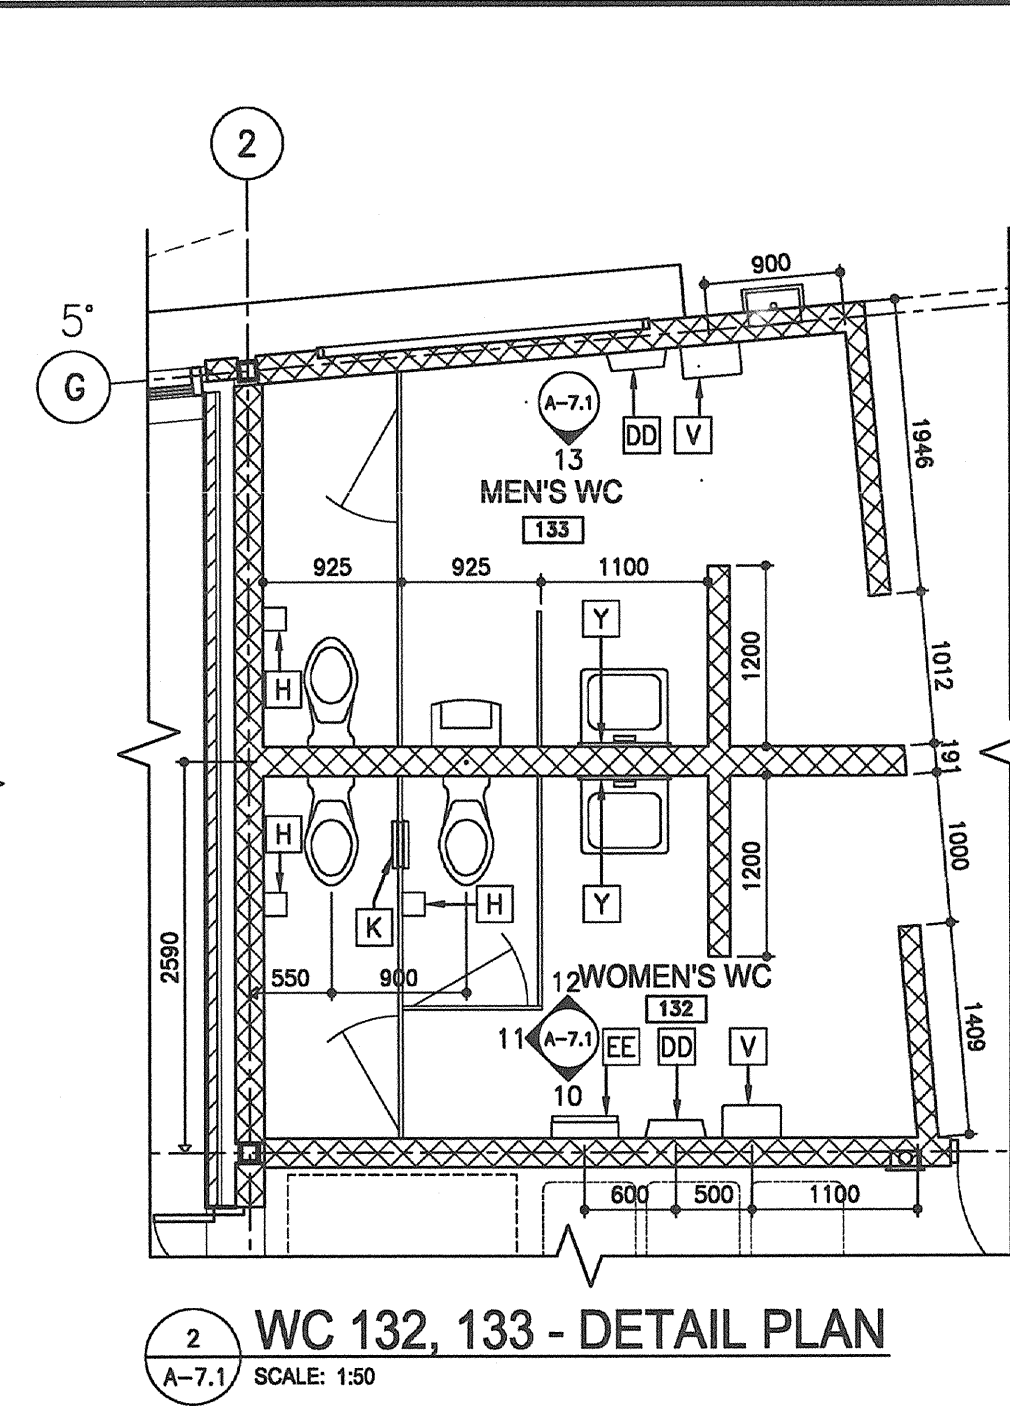 2
900
5°
G
A-7.1
DD
V
13
1946
MEN'S WC
133
925
925
1100
Y
1200
1012
H
191
H
1000
1200
K
H
Y
2590
550
900
12
WOMEN'S WC
132
11
A-7.1
EE
DD
V
1409
10
600
500
1100
2
WC 132, 133 - DETAIL PLAN
A-7.1
SCALE: 1:50